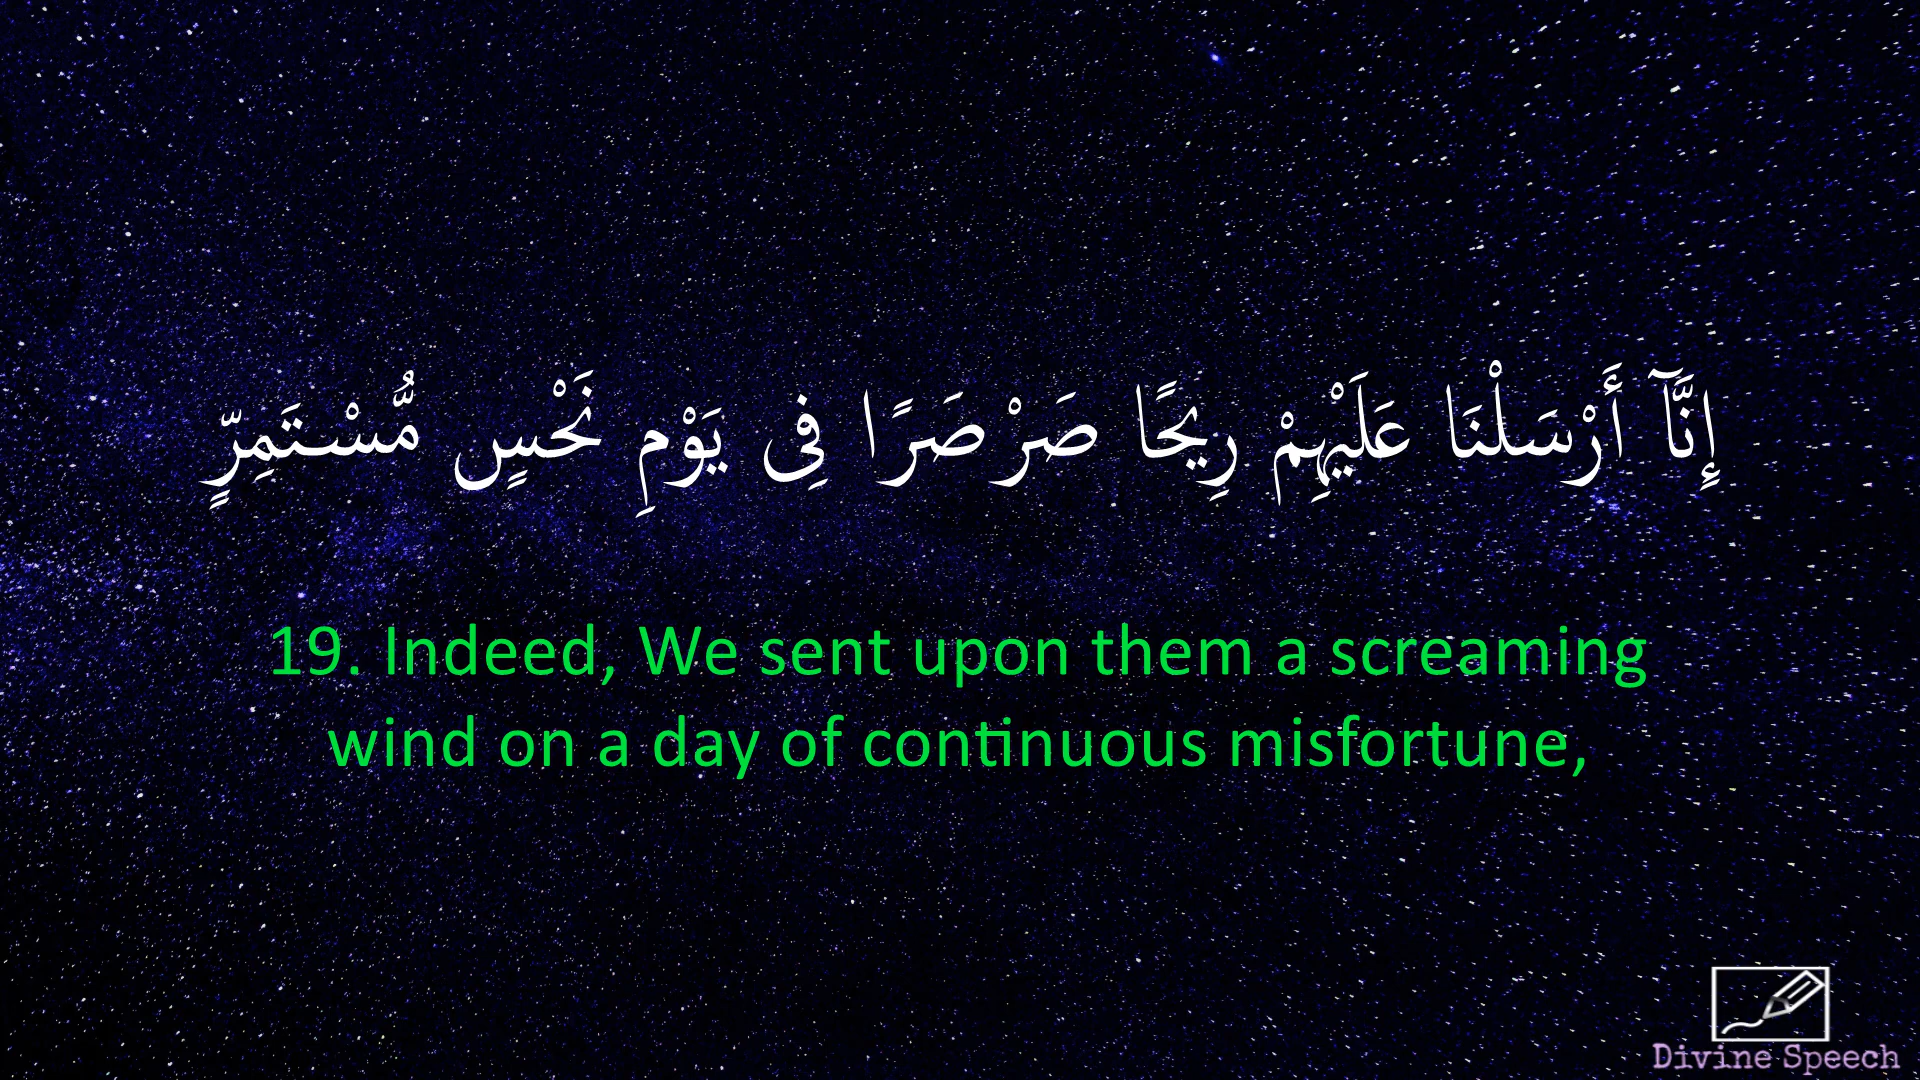 إِنَّآ أَرْسَلْنَا عَلَيْهِمْ رِيحًا صَرْصَرًا فِى يَوْمِ نَحْسٍ مُّسْتَمِرٍّ
19. Indeed, We sent upon them a screaming
wind on a day of continuous misfortune,
Divine Speech